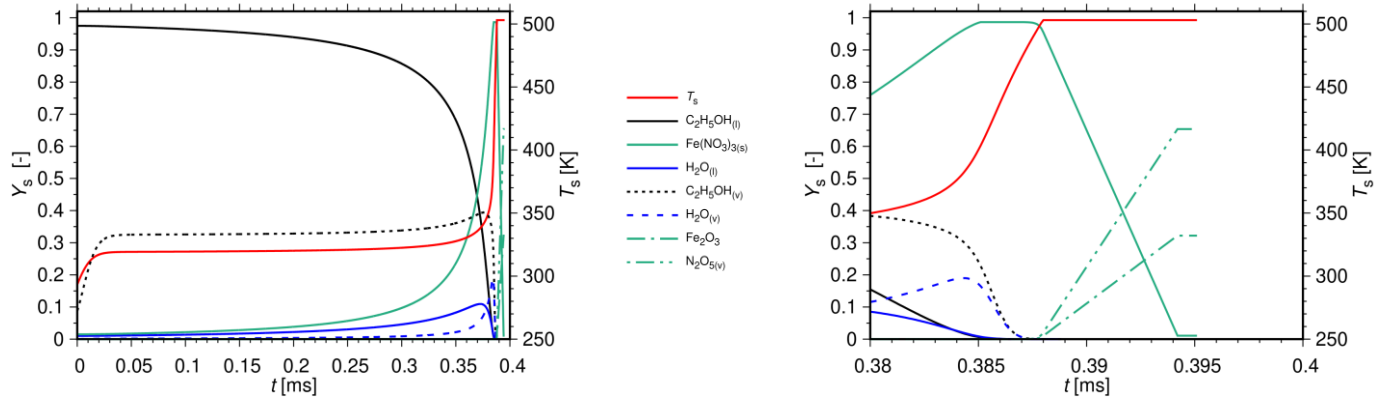 1
0.9
0.8
0.7
0.6
0.5
0.4
0.3
0.2
0.1
0
Yₛ [-]
0 0.05 0.1 0.15 0.2 0.25 0.3 0.35 0.4
t [ms]
500
450
400
350
300
250
Tₛ [K]
Tₛ
C₂H₅OH₍ₗ₎
Fe(NO₃)₃₍ₛ₎
H₂O₍ₗ₎
C₂H₅OH₍ᵥ₎
H₂O₍ᵥ₎
Fe₂O₃
N₂O₅₍ᵥ₎
1
0.9
0.8
0.7
0.6
0.5
0.4
0.3
0.2
0.1
0
Yₛ [-]
0.38 0.385 0.39 0.395 0.4
t [ms]
500
450
400
350
300
250
Tₛ [K]